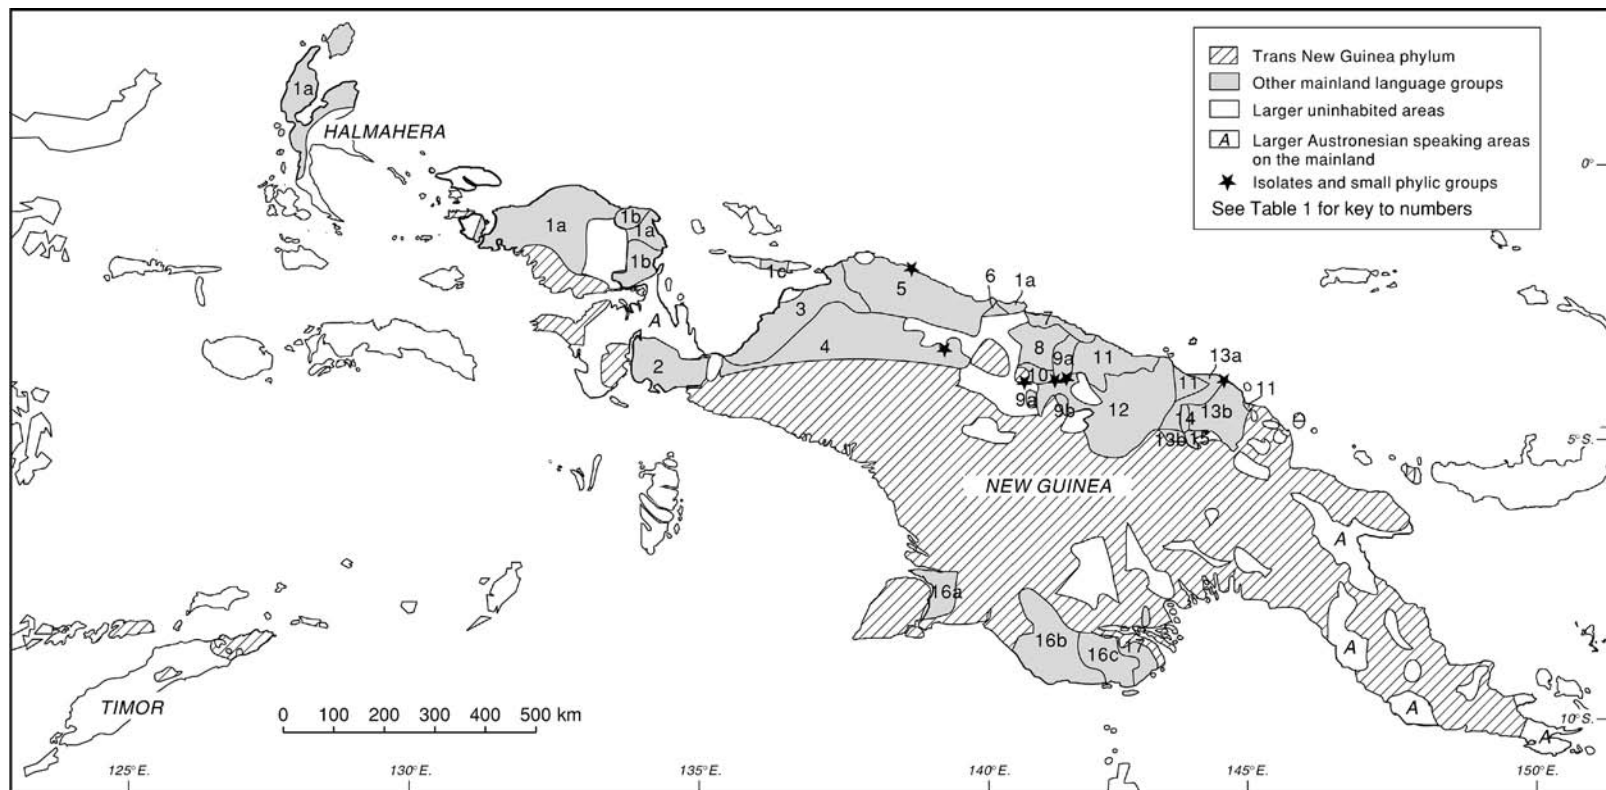 Trans New Guinea phylum
Other mainland language groups
Larger uninhabited areas
A Larger Austronesian speaking areas
on the mainland
Isolates and small phylic groups
See Table 1 for key to numbers
1a
HALMAHERA
0°
1b
1a
1a
1b
1c
6
1a
5
3
7
A
4
8
9a
11
13a
2
10
11
11
9a
9b
12
14
13b
13b
15
5°S.
NEW GUINEA
A
16a
16b
16c
17
A
TIMOR
0 100 200 300 400 500 km
A
10°S.
A
125°E. 130°E. 135°E. 140°E. 145°E. 150°E.